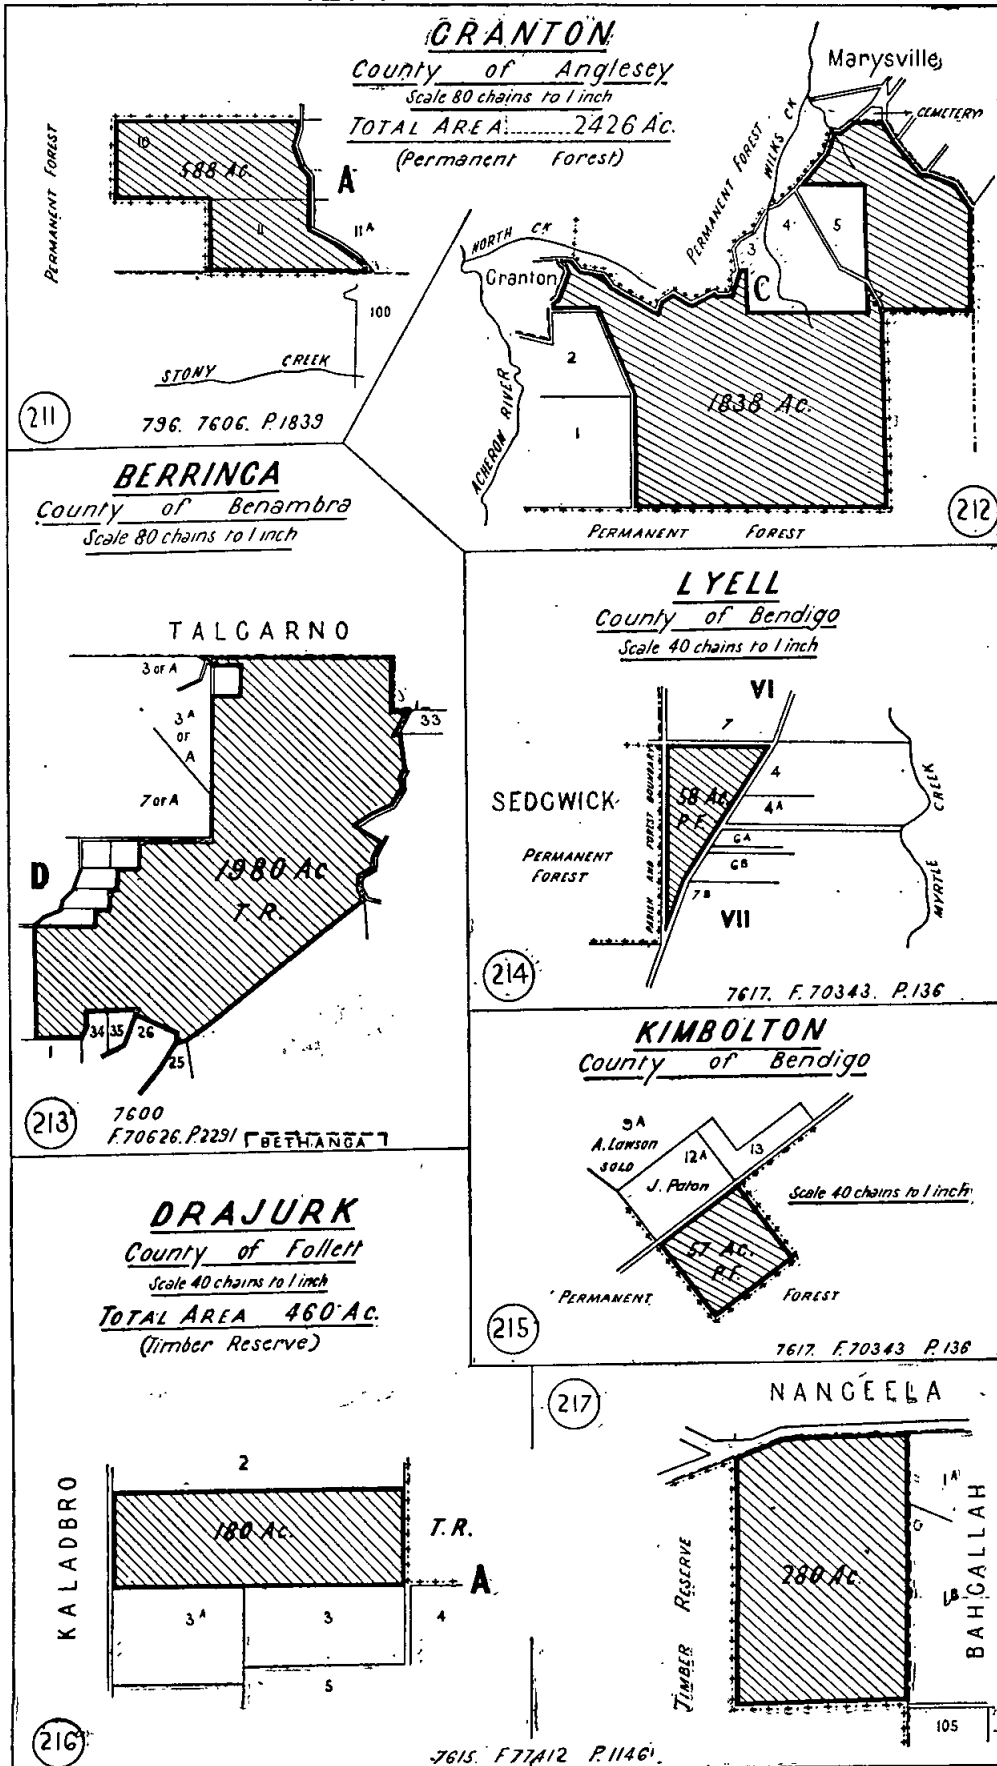 GRANTON
County of Anglesey
Scale 80 chains to 1 inch
TOTAL AREA.......... 2426 Ac.
(Permanent Forest)
PERMANENT FOREST
10
588 Ac.
A
11
11A
100
STONY CREEK
211
796. 7606. P.1839
Marysville
CEMETERY
WILKS CK
PERMANENT FOREST
NORTH CK
Granton
3
4
5
C
2
1
ACHERON RIVER
1838 Ac.
PERMANENT FOREST
212
BERRINGA
County of Benambra
Scale 80 chains to 1 inch
TALGARNO
3 OF A
3A
OF
A
7 OF A
33
D
1980 Ac
T.R.
1
34
35
26
25
213
7600
F.70626. P.2291
BETHANGA
LYELL
County of Bendigo
Scale 40 chains to 1 inch
VI
7
SEDGWICK
PARISH AND FOREST BOUNDARY
58 Ac.
P.F.
4
4A
6A
6B
7B
PERMANENT
FOREST
VII
MYRTLE CREEK
214
7617. F.70343. P.136
KIMBOLTON
County of Bendigo
9A
A. Lawson
SOLD
12A
13
J. Paton
Scale 40 chains to 1 inch
57 Ac.
P.F.
PERMANENT FOREST
215
7617. F.70343 P.136
DRAJURK
County of Follett
Scale 40 chains to 1 inch
TOTAL AREA 460 Ac.
(Timber Reserve)
KALADBRO
2
180 Ac.
T.R.
A
3A
3
4
5
216
217
NANGEELA
TIMBER RESERVE
280 Ac.
1A
1B
BAHGALLAH
105
7615. F77412 P.1146